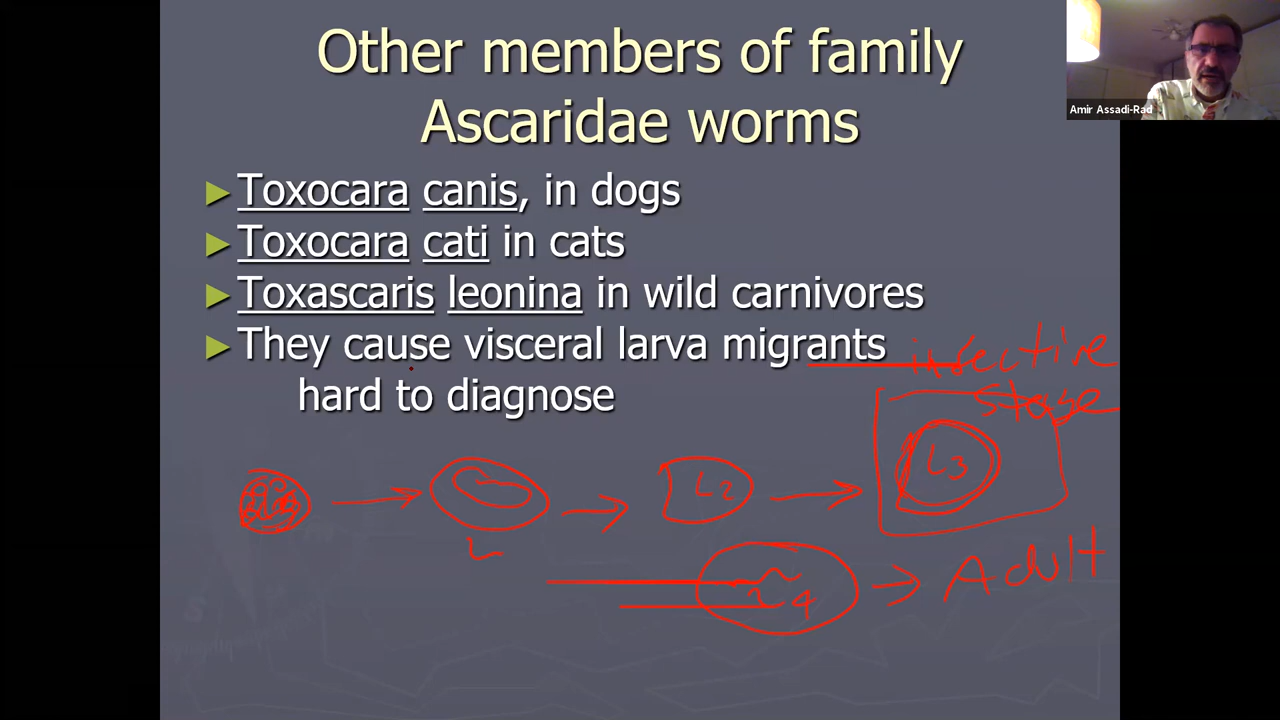 Other members of family
Ascaridae worms
Amir Assadi-Rad
► Toxocara canis, in dogs
► Toxocara cati in cats
► Toxascaris leonina in wild carnivores
► They cause visceral larva migrants
hard to diagnose
infective
stage
L2
L3
L
4
Adult